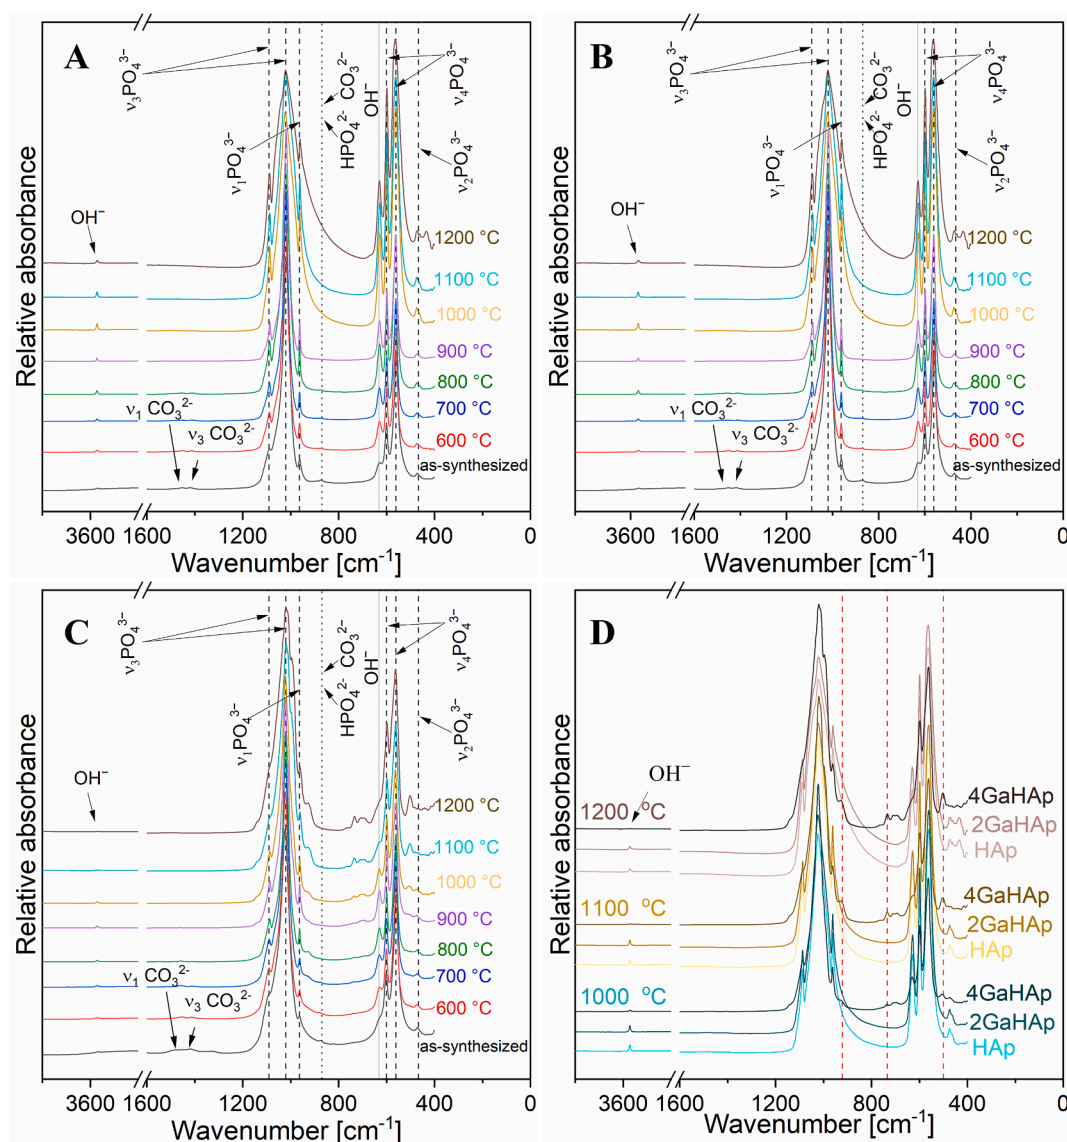 A
ν₃PO₄³⁻
ν₁PO₄³⁻
CO₃²⁻
HPO₄²⁻
OH⁻
ν₄PO₄³⁻
ν₂PO₄³⁻
OH⁻
1200 °C
1100 °C
1000 °C
900 °C
800 °C
700 °C
600 °C
as-synthesized
ν₁ CO₃²⁻
ν₃ CO₃²⁻
Relative absorbance
3600 1600 1200 800 400 0
Wavenumber [cm⁻¹]
B
ν₃PO₄³⁻
ν₁PO₄³⁻
CO₃²⁻
HPO₄²⁻
OH⁻
ν₄PO₄³⁻
ν₂PO₄³⁻
OH⁻
1200 °C
1100 °C
1000 °C
900 °C
800 °C
700 °C
600 °C
as-synthesized
ν₁ CO₃²⁻
ν₃ CO₃²⁻
Relative absorbance
3600 1600 1200 800 400 0
Wavenumber [cm⁻¹]
C
ν₃PO₄³⁻
ν₁PO₄³⁻
CO₃²⁻
HPO₄²⁻
OH⁻
ν₄PO₄³⁻
ν₂PO₄³⁻
OH⁻
1200 °C
1100 °C
1000 °C
900 °C
800 °C
700 °C
600 °C
as-synthesized
ν₁ CO₃²⁻
ν₃ CO₃²⁻
Relative absorbance
3600 1600 1200 800 400 0
Wavenumber [cm⁻¹]
D
OH⁻
1200 °C
4GaHAp
2GaHAp
HAp
1100 °C
4GaHAp
2GaHAp
HAp
1000 °C
4GaHAp
2GaHAp
HAp
Relative absorbance
3600 1600 1200 800 400 0
Wavenumber [cm⁻¹]